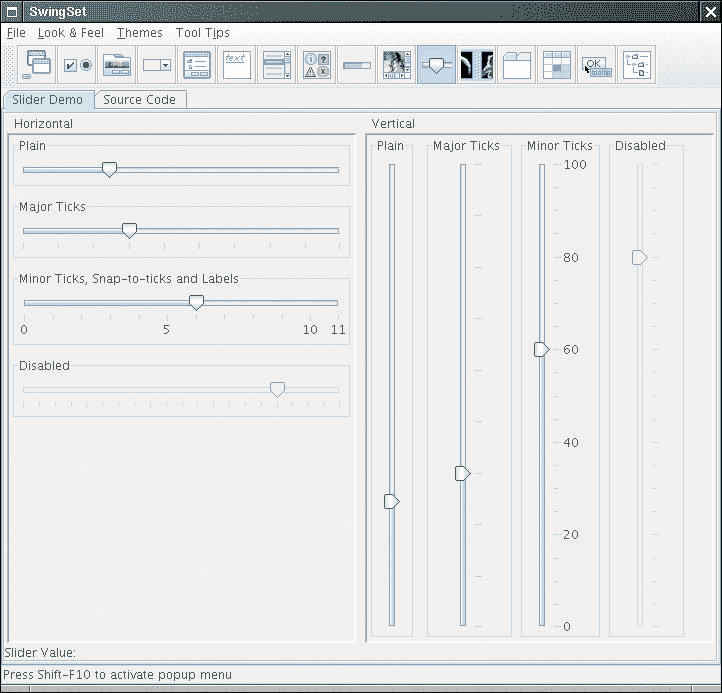 SwingSet
File Look & Feel Themes Tool Tips
text
OK
Tooltip
Slider Demo Source Code
Horizontal
Plain
Major Ticks
Minor Ticks, Snap-to-ticks and Labels
0 5 10 11
Disabled
Vertical
Plain Major Ticks Minor Ticks Disabled
100
80
60
40
20
0
Slider Value:
Press Shift-F10 to activate popup menu